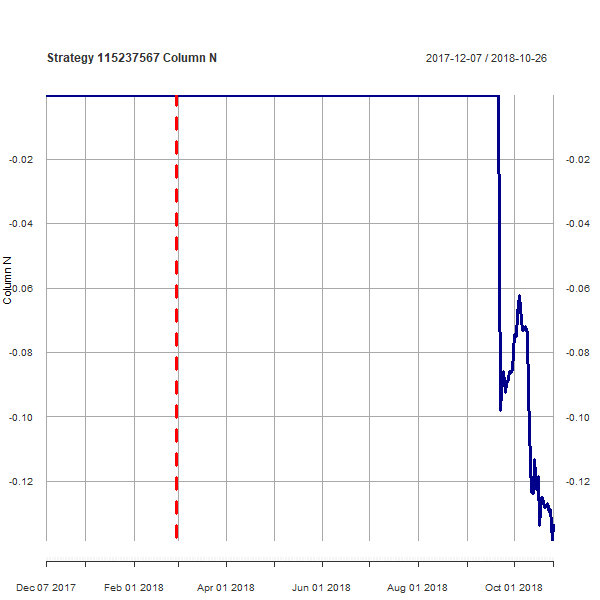 Strategy 115237567 Column N
2017-12-07 / 2018-10-26
-0.02
-0.02
-0.04
-0.04
-0.06
-0.06
Column N
-0.08
-0.08
-0.10
-0.10
-0.12
-0.12
Dec 07 2017
Feb 01 2018
Apr 01 2018
Jun 01 2018
Aug 01 2018
Oct 01 2018